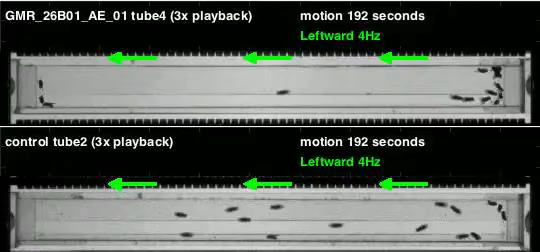 GMR_26B01_AE_01 tube4 (3x playback) motion 192 seconds
Leftward 4Hz
control tube2 (3x playback) motion 192 seconds
Leftward 4Hz